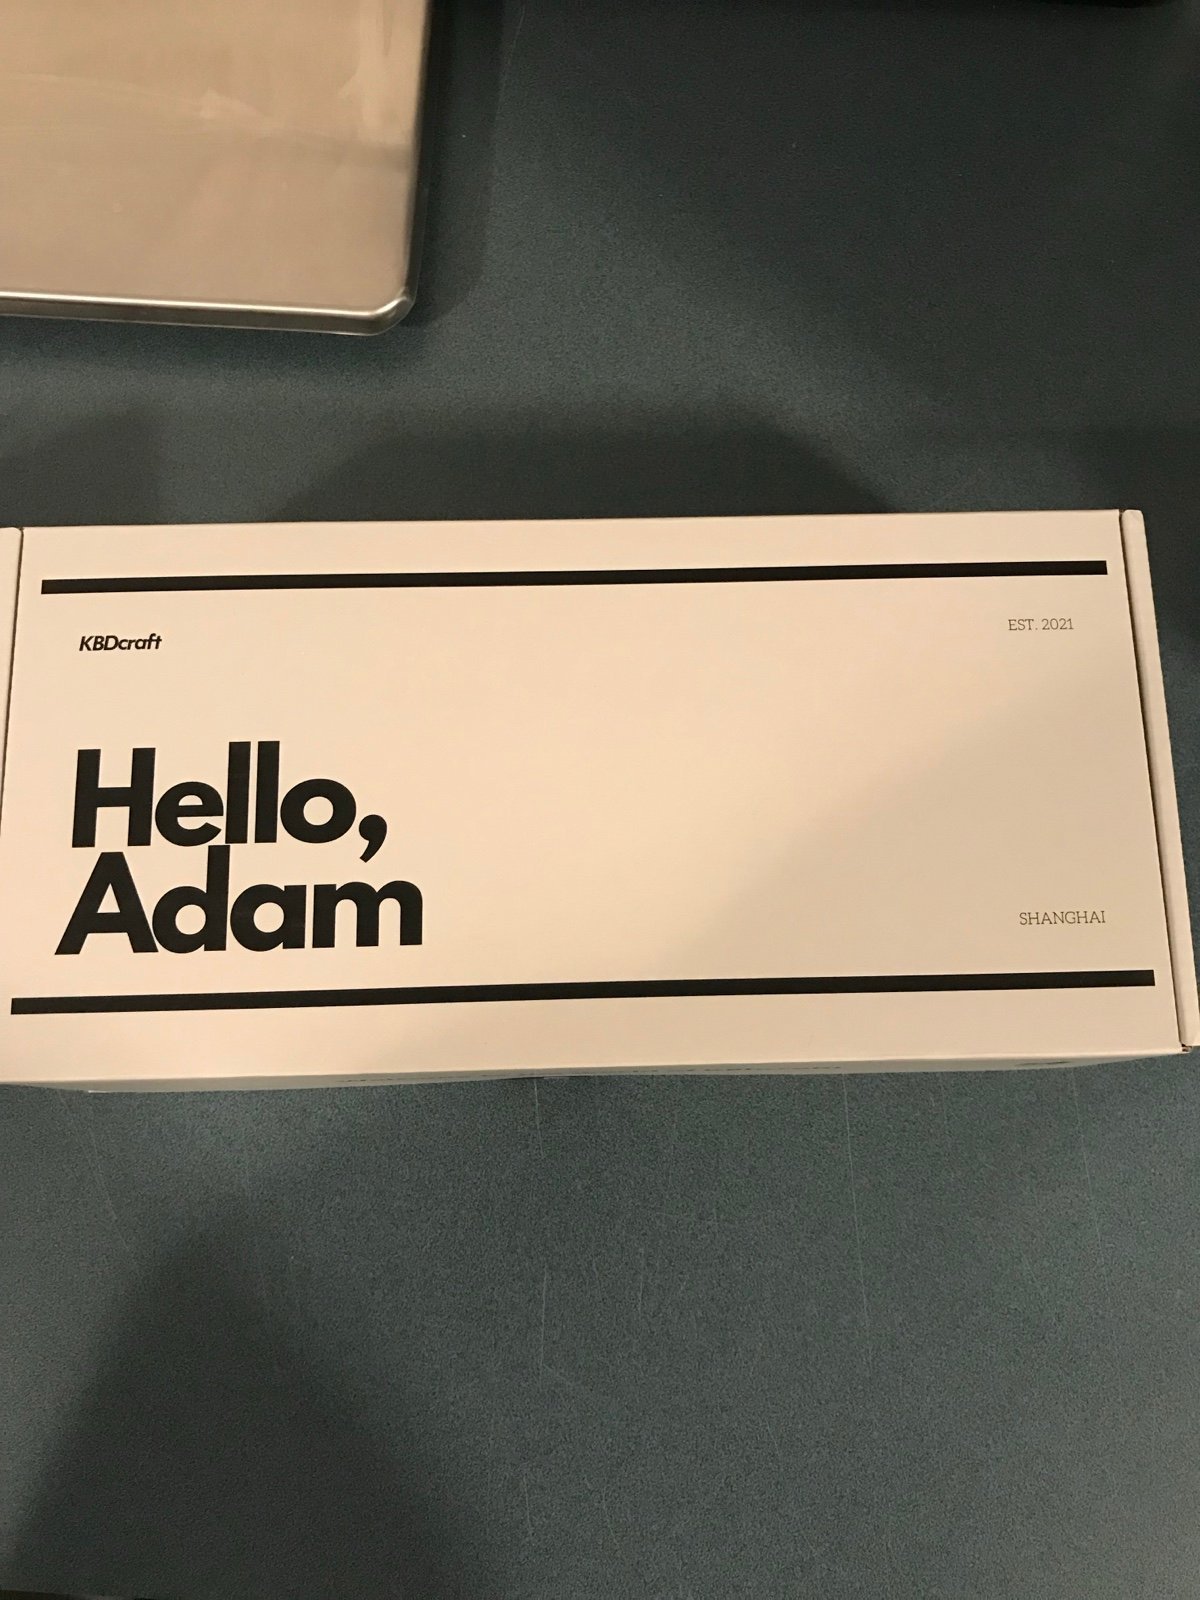 KBDcraft
EST. 2021
Hello,
Adam
SHANGHAI